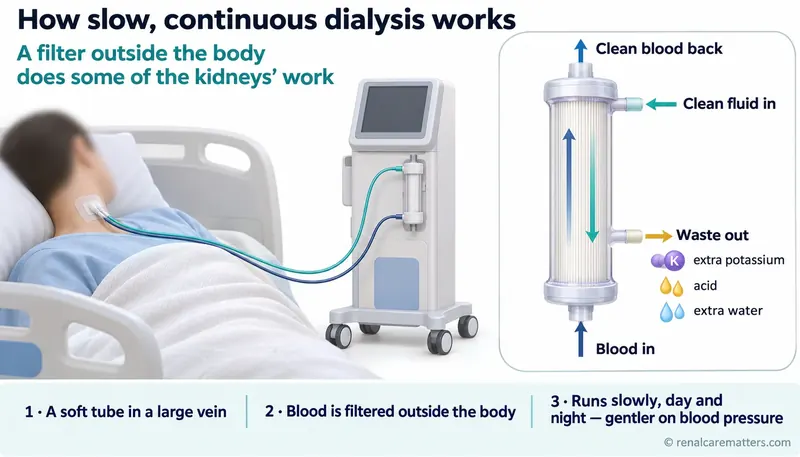 How slow, continuous dialysis works
A filter outside the body
does some of the kidneys' work
Clean blood back
Clean fluid in
Waste out
K
extra potassium
acid
extra water
Blood in
1 · A soft tube in a large vein
2 · Blood is filtered outside the body
3 · Runs slowly, day and
night — gentler on blood pressure
© renalcarematters.com